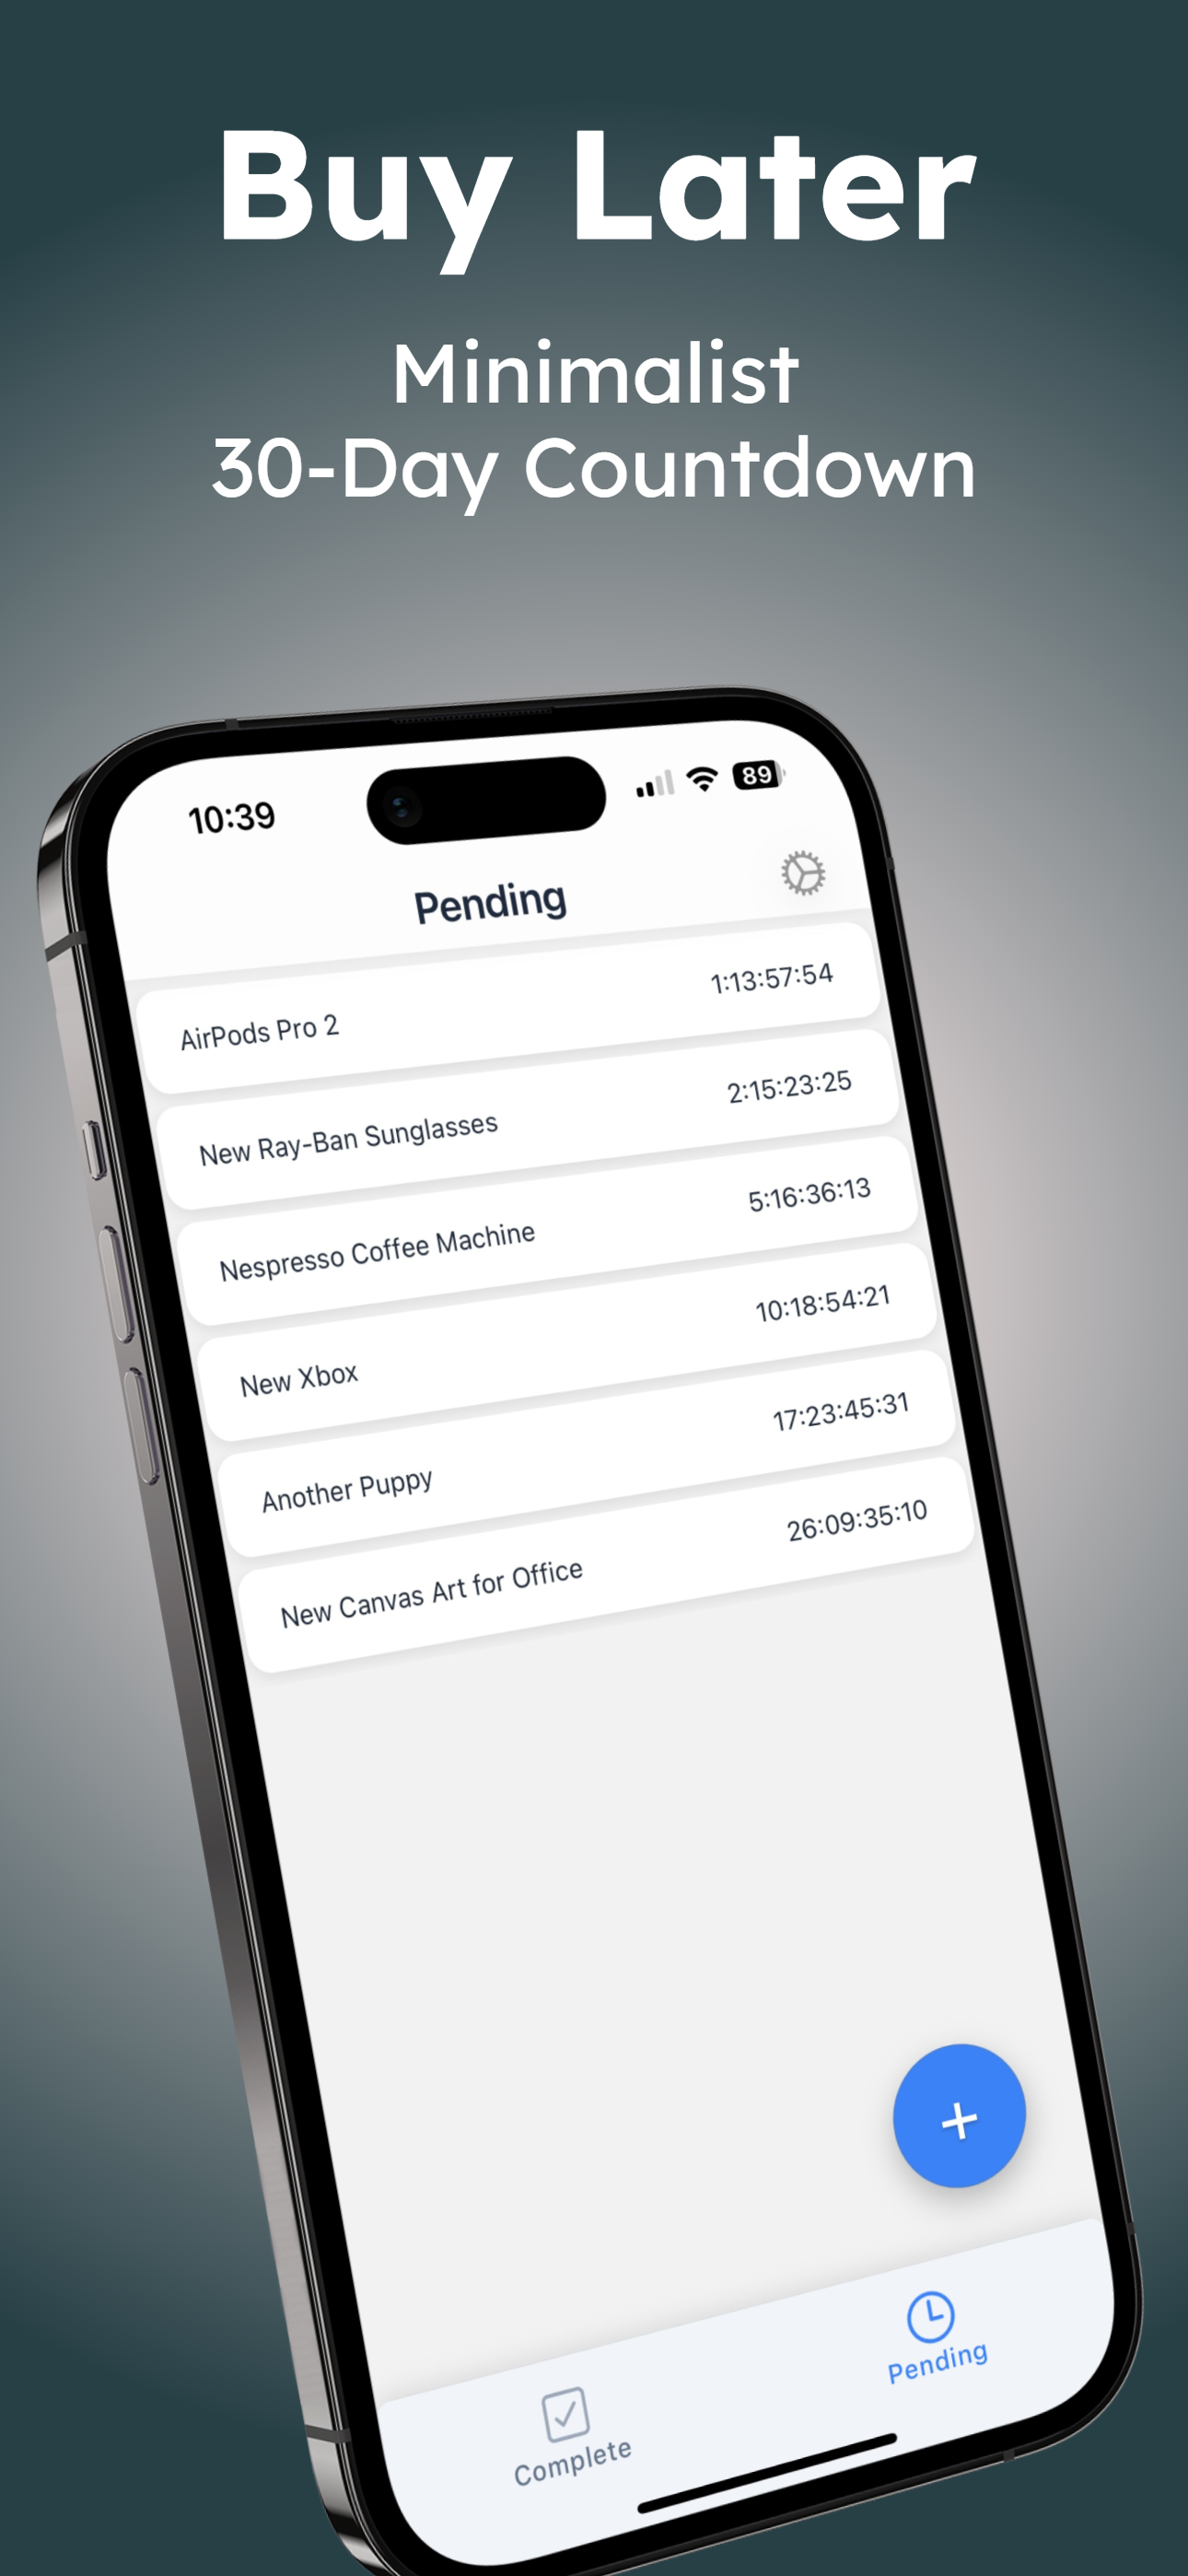 Buy Later
Minimalist
30-Day Countdown
10:39
89
Pending
AirPods Pro 2 1:13:57:54
New Ray-Ban Sunglasses 2:15:23:25
Nespresso Coffee Machine 5:16:36:13
New Xbox 10:18:54:21
Another Puppy 17:23:45:31
New Canvas Art for Office 26:09:35:10
+
Complete Pending